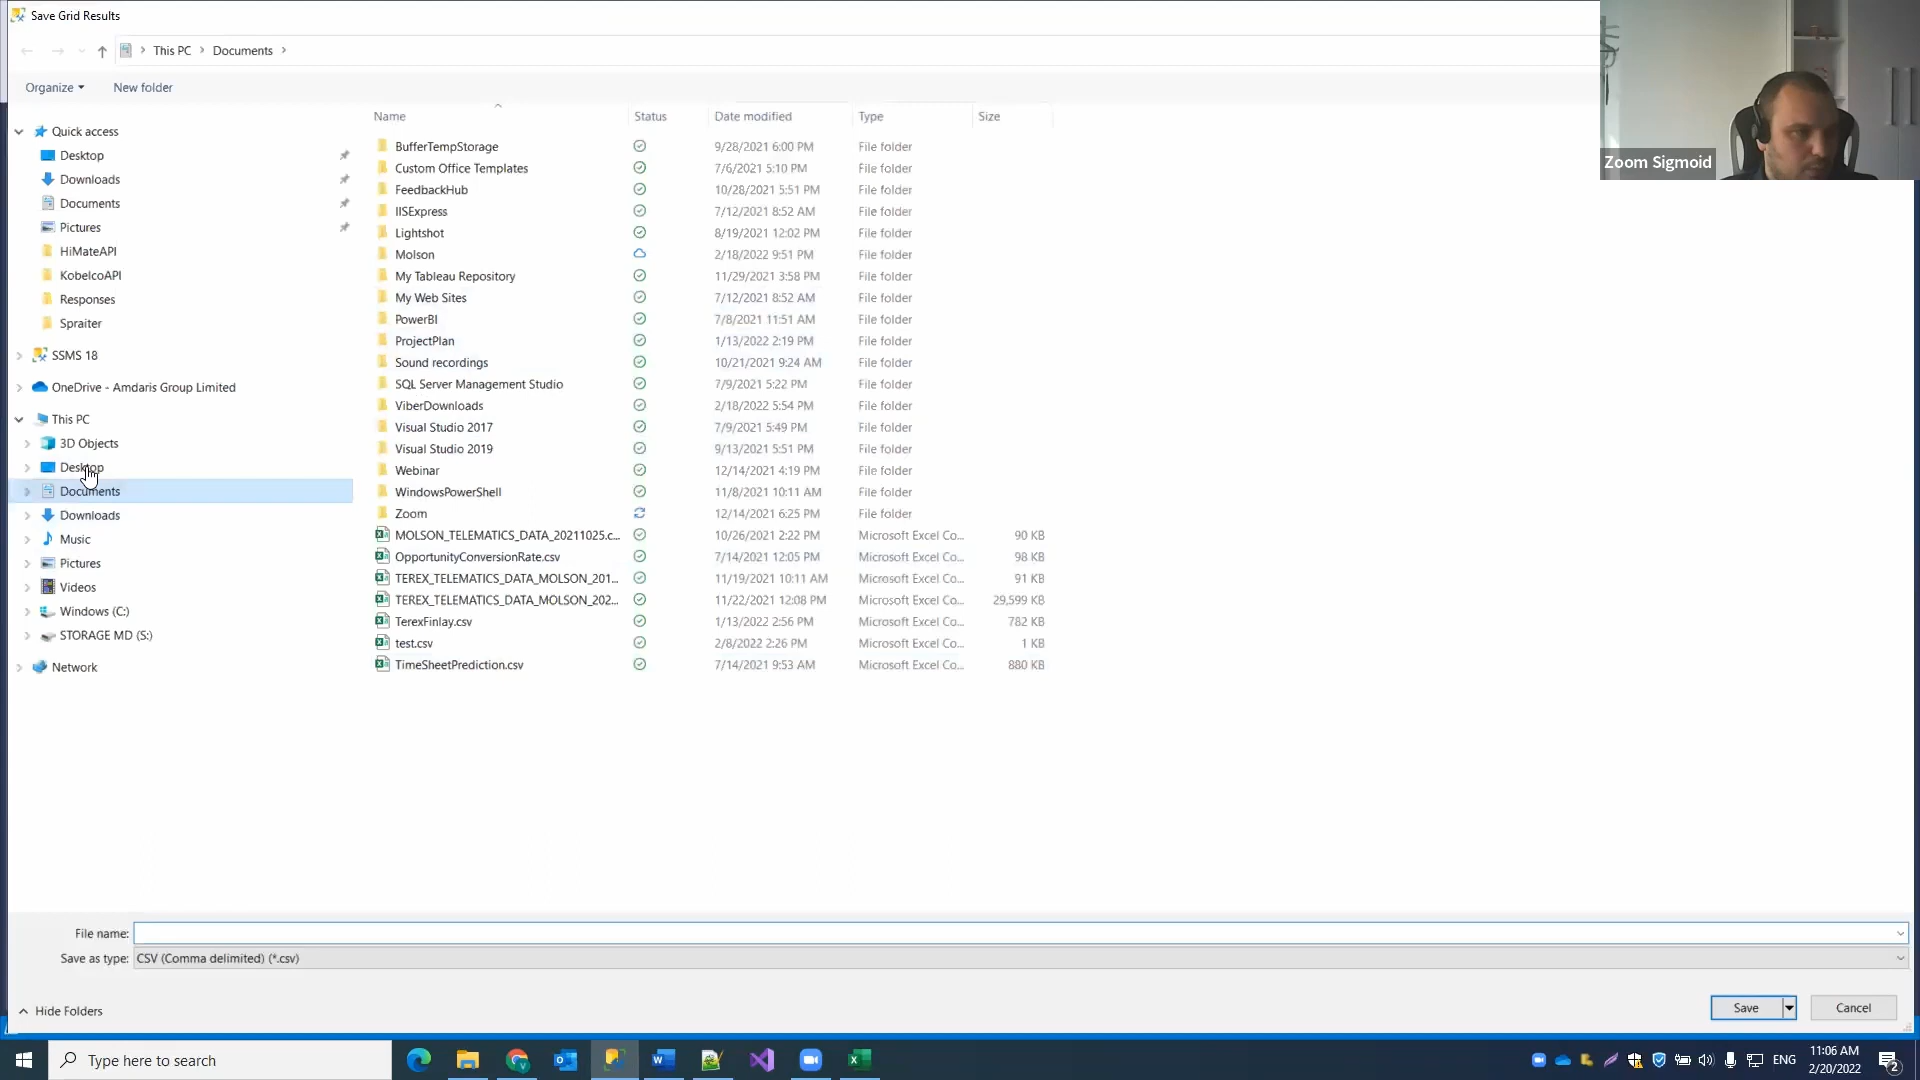 Save Grid Results
This PC > Documents >
Organize
New folder
Name Status Date modified Type Size
Quick access
Desktop
Downloads
Documents
Pictures
HiMateAPI
KobelcoAPI
Responses
Spraiter
SSMS 18
OneDrive - Amdaris Group Limited
This PC
3D Objects
Desktop
Documents
Downloads
Music
Pictures
Videos
Windows (C:)
STORAGE MD (S:)
Network
BufferTempStorage 9/28/2021 6:00 PM File folder
Custom Office Templates 7/6/2021 5:10 PM File folder
FeedbackHub 10/28/2021 5:51 PM File folder
IISExpress 7/12/2021 8:52 AM File folder
Lightshot 8/19/2021 12:02 PM File folder
Molson 2/18/2022 9:51 PM File folder
My Tableau Repository 11/29/2021 3:58 PM File folder
My Web Sites 7/12/2021 8:52 AM File folder
PowerBI 7/8/2021 11:51 AM File folder
ProjectPlan 1/13/2022 2:19 PM File folder
Sound recordings 10/21/2021 9:24 AM File folder
SQL Server Management Studio 7/9/2021 5:22 PM File folder
ViberDownloads 2/18/2022 5:54 PM File folder
Visual Studio 2017 7/9/2021 5:49 PM File folder
Visual Studio 2019 9/13/2021 5:51 PM File folder
Webinar 12/14/2021 4:19 PM File folder
WindowsPowerShell 11/8/2021 10:11 AM File folder
Zoom 12/14/2021 6:25 PM File folder
MOLSON_TELEMATICS_DATA_20211025.c... 10/26/2021 2:22 PM Microsoft Excel Co... 90 KB
OpportunityConversionRate.csv 7/14/2021 12:05 PM Microsoft Excel Co... 98 KB
TEREX_TELEMATICS_DATA_MOLSON_201... 11/19/2021 10:11 AM Microsoft Excel Co... 91 KB
TEREX_TELEMATICS_DATA_MOLSON_202... 11/22/2021 12:08 PM Microsoft Excel Co... 29,599 KB
TerexFinlay.csv 1/13/2022 2:56 PM Microsoft Excel Co... 782 KB
test.csv 2/8/2022 2:26 PM Microsoft Excel Co... 1 KB
TimeSheetPrediction.csv 7/14/2021 9:53 AM Microsoft Excel Co... 880 KB
Zoom Sigmoid
File name:
Save as type: CSV (Comma delimited) (*.csv)
Hide Folders
Save
Cancel
Type here to search
ENG
11:06 AM
2/20/2022
2